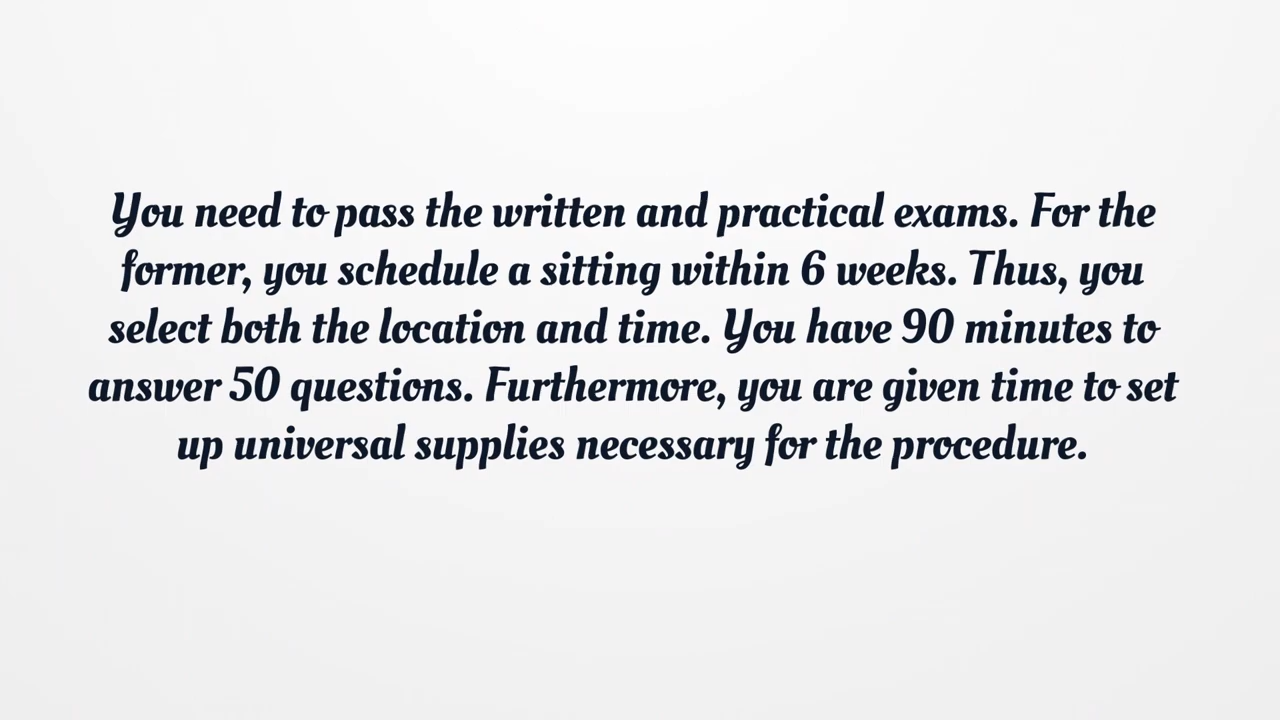 You need to pass the written and practical exams. For the
former, you schedule a sitting within 6 weeks. Thus, you
select both the location and time. You have 90 minutes to
answer 50 questions. Furthermore, you are given time to set
up universal supplies necessary for the procedure.